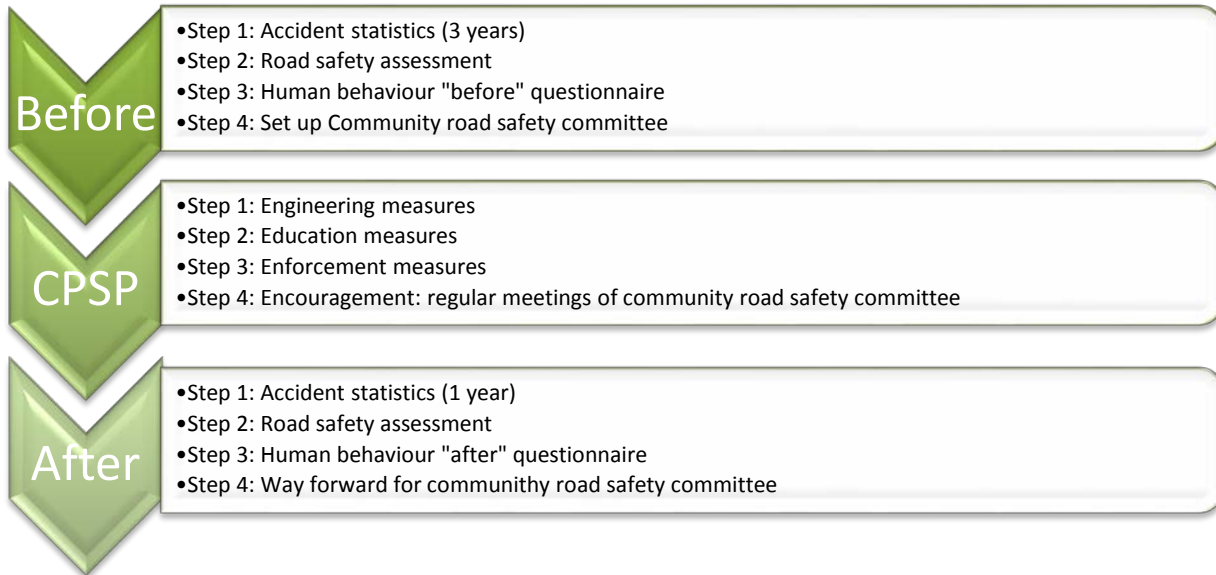 Before
•Step 1: Accident statistics (3 years)
•Step 2: Road safety assessment
•Step 3: Human behaviour "before" questionnaire
•Step 4: Set up Community road safety committee
CPSP
•Step 1: Engineering measures
•Step 2: Education measures
•Step 3: Enforcement measures
•Step 4: Encouragement: regular meetings of community road safety committee
After
•Step 1: Accident statistics (1 year)
•Step 2: Road safety assessment
•Step 3: Human behaviour "after" questionnaire
•Step 4: Way forward for communithy road safety committee